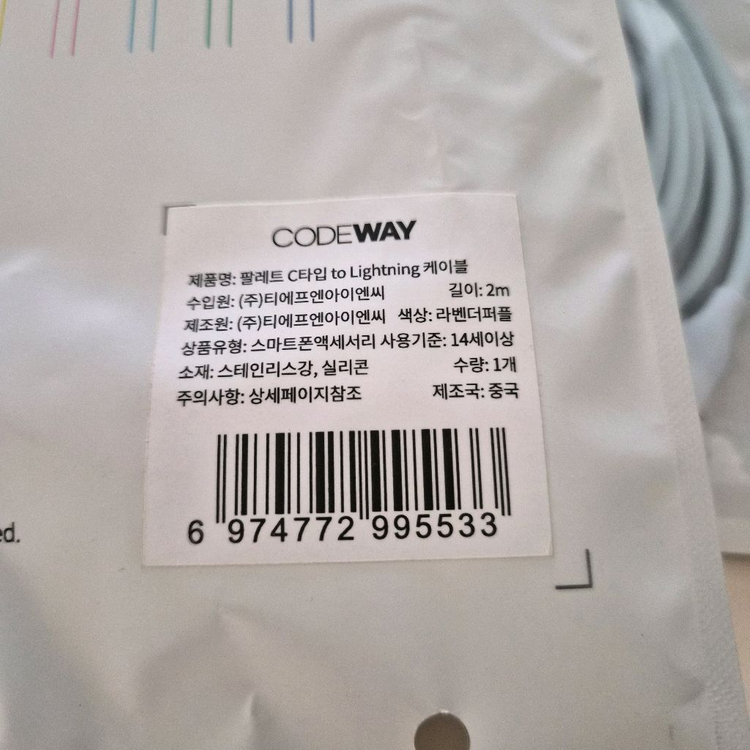 CODEWAY
제품명: 팔레트 C타입 to Lightning 케이블
수입원: (주)티에프엔아이엔씨 길이: 2m
제조원: (주)티에프엔아이엔씨 색상: 라벤더퍼플
상품유형: 스마트폰액세서리 사용기준: 14세이상
소재: 스테인리스강, 실리콘 수량: 1개
주의사항: 상세페이지참조 제조국: 중국
6 974772 995533
ed.